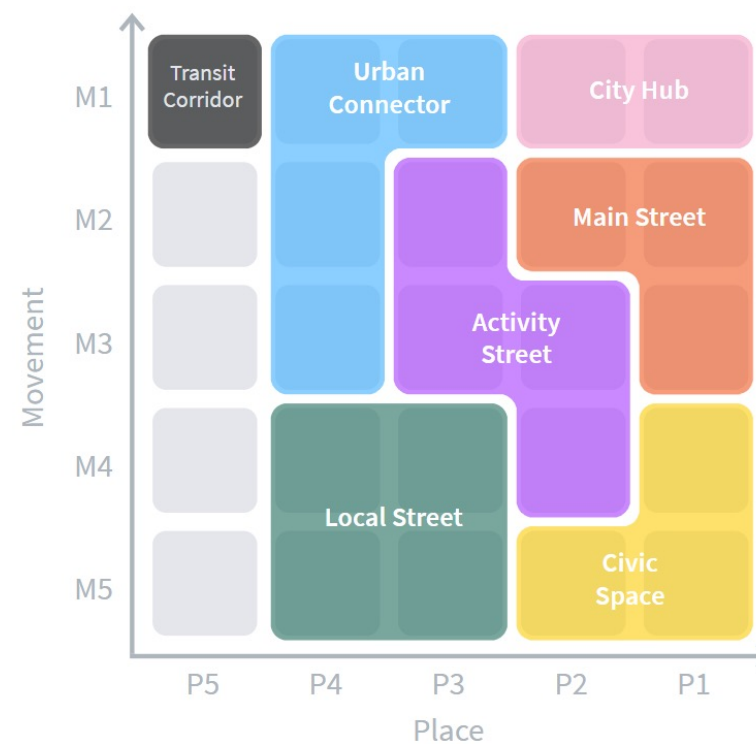 Transit
Corridor
Urban
Connector
City Hub
M1
Main Street
M2
Activity
Street
M3
Movement
Local Street
M4
Civic
Space
M5
P5
P4
P3
P2
P1
Place